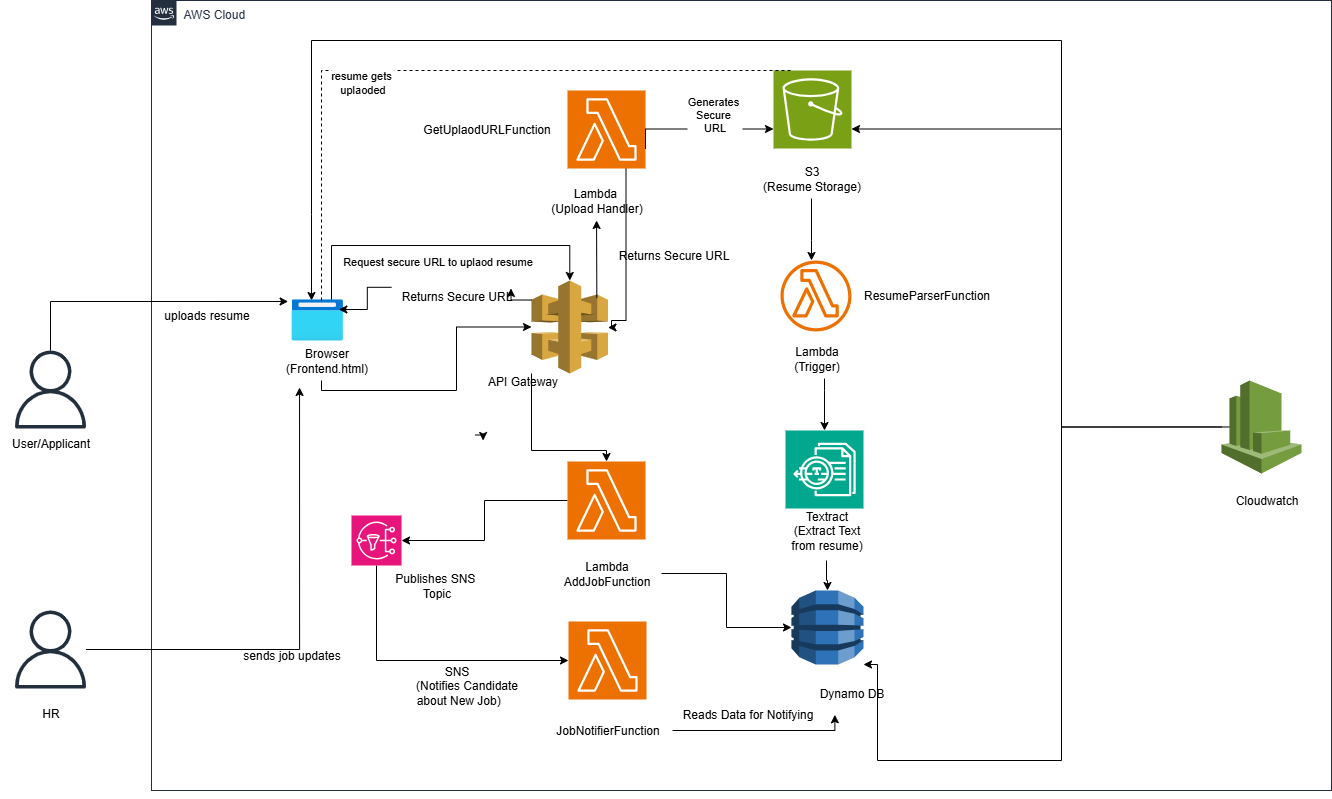 aws
AWS Cloud
resume gets
uplaoded
GetUplaodURLFunction
Generates
Secure
URL
S3
(Resume Storage)
Lambda
(Upload Handler)
Returns Secure URL
Request secure URL to uplaod resume
Returns Secure URL
ResumeParserFunction
uploads resume
Browser
(Frontend.html)
Lambda
(Trigger)
API Gateway
User/Applicant
Cloudwatch
T
Textract
(Extract Text
from resume)
Lambda
AddJobFunction
Publishes SNS
Topic
sends job updates
SNS
(Notifies Candidate
about New Job)
Dynamo DB
HR
Reads Data for Notifying
JobNotifierFunction